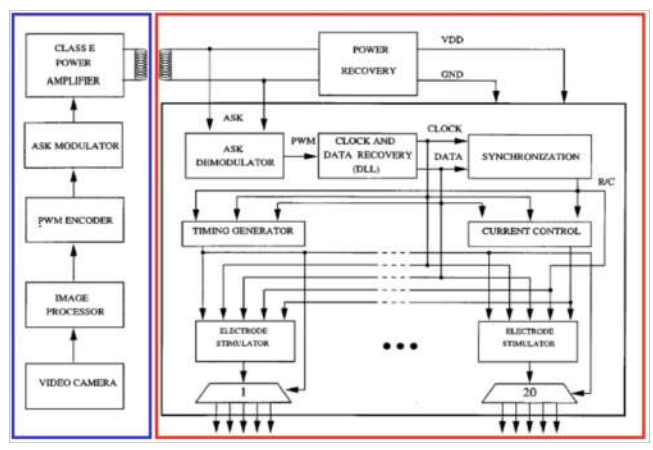 CLASS E
POWER
AMPLIFIER
ASK MODULATOR
PWM ENCODER
IMAGE
PROCESSOR
VIDEO CAMERA
POWER
RECOVERY
VDD
GND
ASK
ASK
DEMODULATOR
PWM
CLOCK AND
DATA RECOVERY
(DLL)
CLOCK
DATA
SYNCHRONIZATION
R/C
TIMING GENERATOR
CURRENT CONTROL
ELECTRODE
STIMULATOR
ELECTRODE
STIMULATOR
1
20